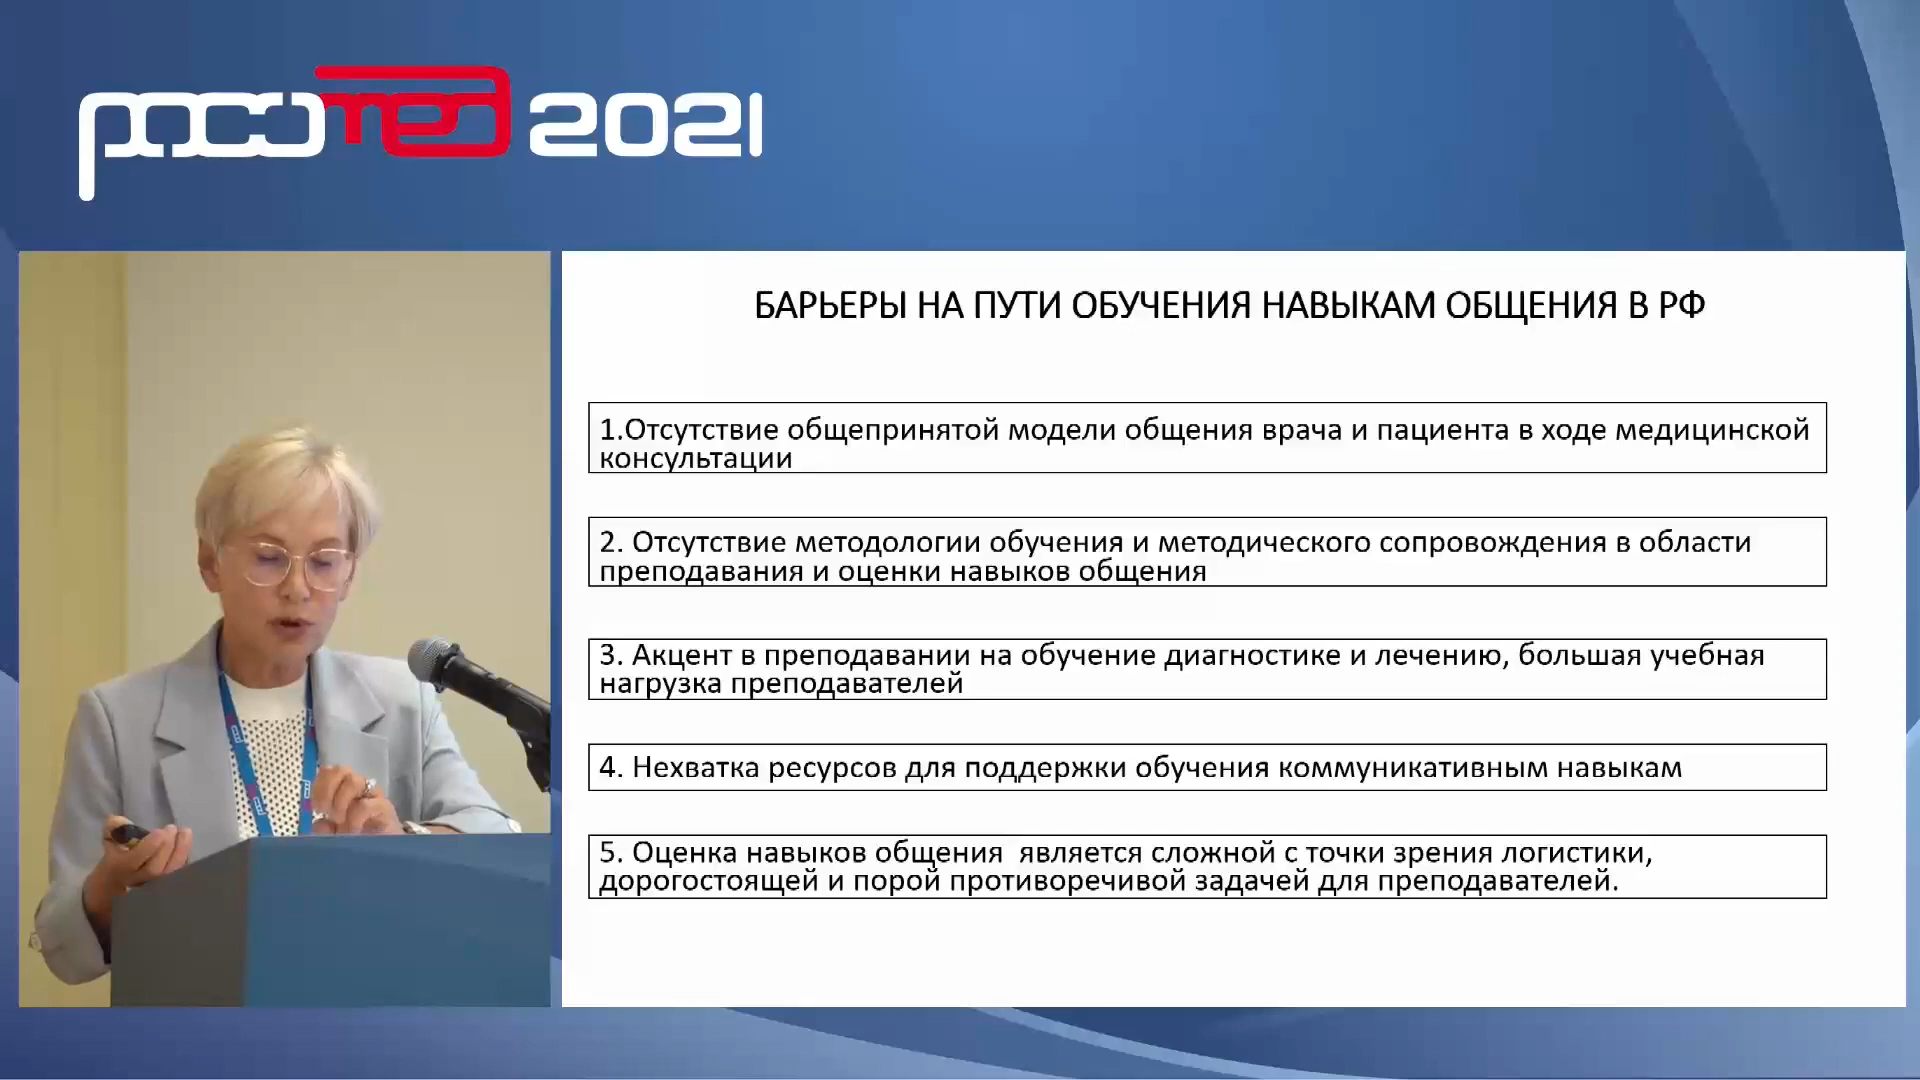 росомед 2021
БАРЬЕРЫ НА ПУТИ ОБУЧЕНИЯ НАВЫКАМ ОБЩЕНИЯ В РФ
1.Отсутствие общепринятой модели общения врача и пациента в ходе медицинской
консультации
2. Отсутствие методологии обучения и методического сопровождения в области
преподавания и оценки навыков общения
3. Акцент в преподавании на обучение диагностике и лечению, большая учебная
нагрузка преподавателей
4. Нехватка ресурсов для поддержки обучения коммуникативным навыкам
5. Оценка навыков общения  является сложной с точки зрения логистики,
дорогостоящей и порой противоречивой задачей для преподавателей.